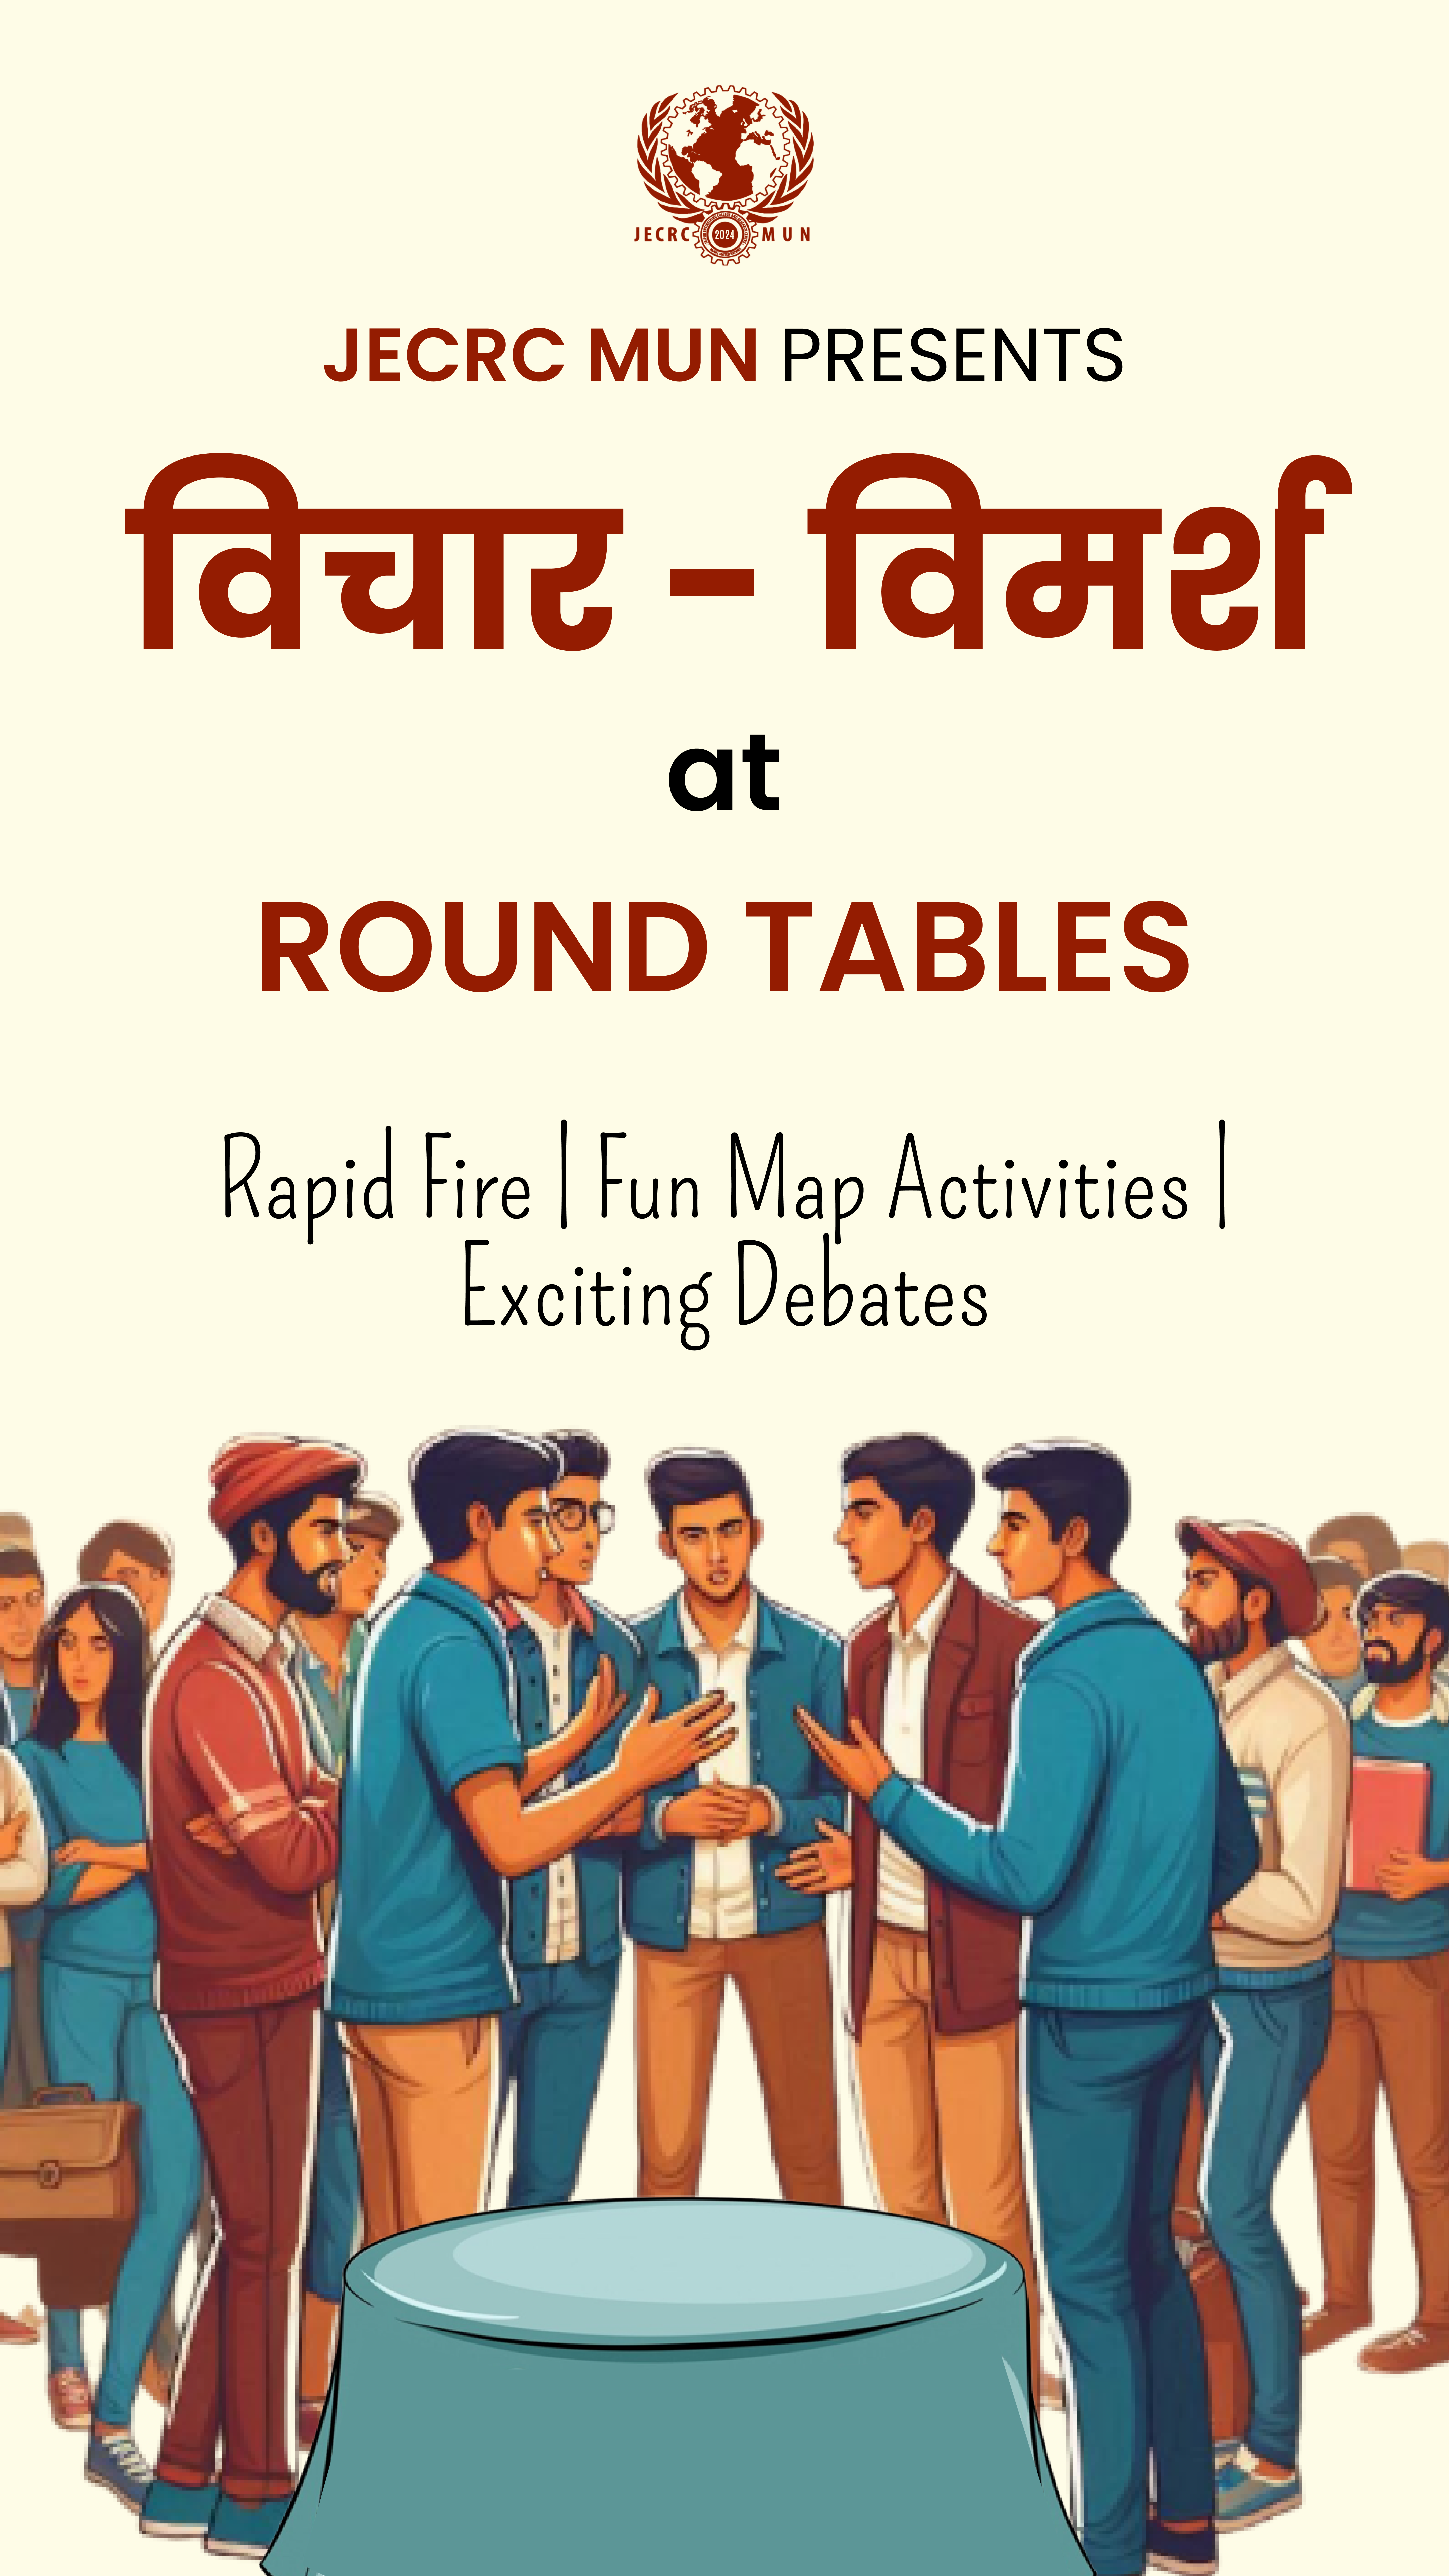 JECRC 2024 MUN
JECRC MUN PRESENTS
विचार - विमर्श
at
ROUND TABLES
Rapid Fire | Fun Map Activities |
Exciting Debates